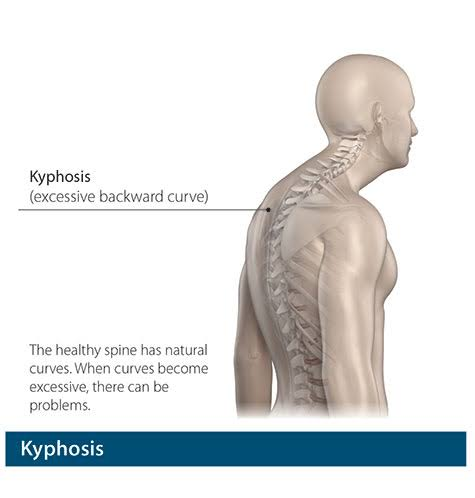 Kyphosis
(excessive backward curve)
The healthy spine has natural
curves. When curves become
excessive, there can be
problems.
Kyphosis